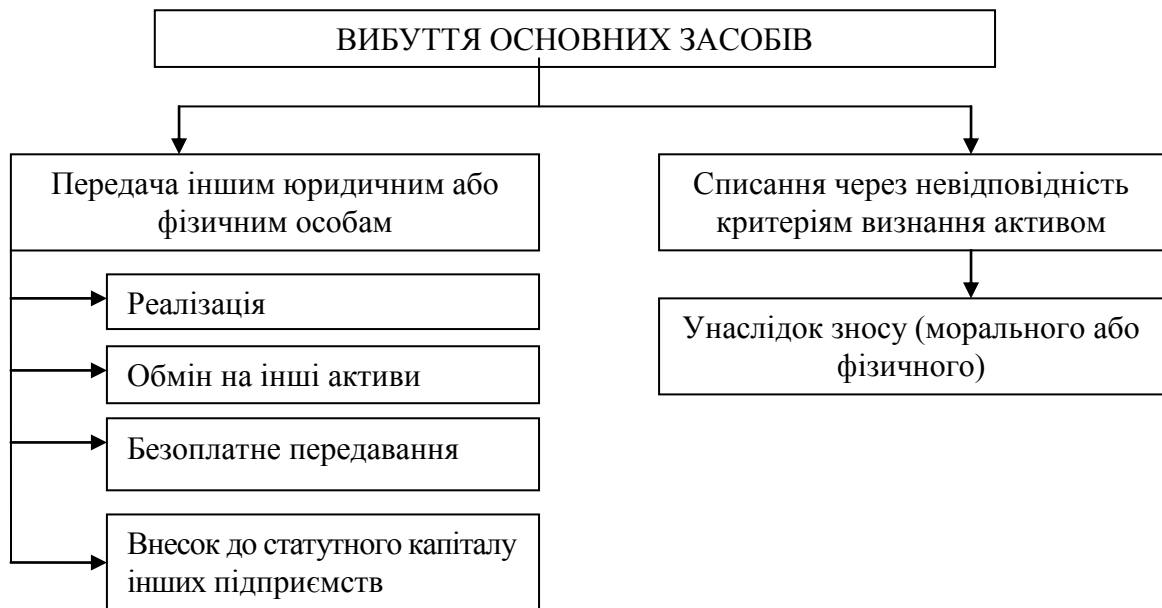 ВИБУТТЯ ОСНОВНИХ ЗАСОБІВ
Передача іншим юридичним або
фізичним особам
Реалізація
Обмін на інші активи
Безоплатне передавання
Внесок до статутного капіталу
інших підприємств
Списання через невідповідність
критеріям визнання активом
Унаслідок зносу (морального або
фізичного)